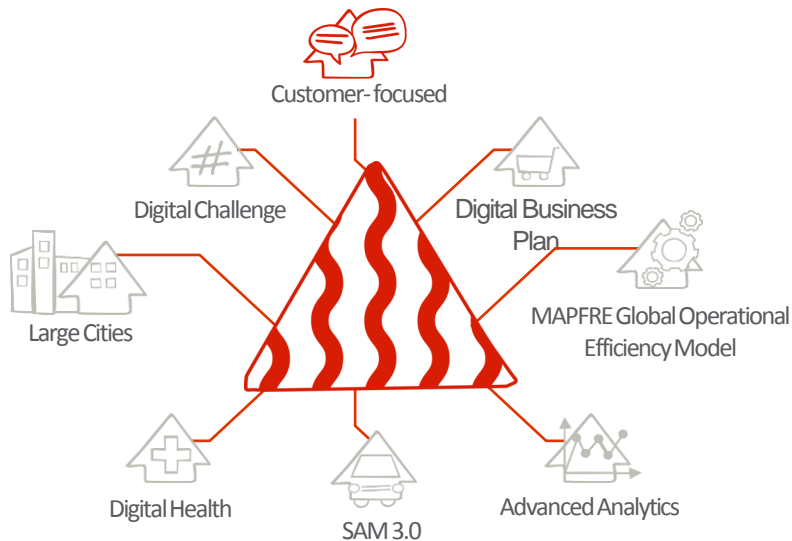 Customer-focused
Digital Challenge
Digital Business
Plan
Large Cities
MAPFRE Global Operational
Efficiency Model
Digital Health
SAM 3.0
Advanced Analytics